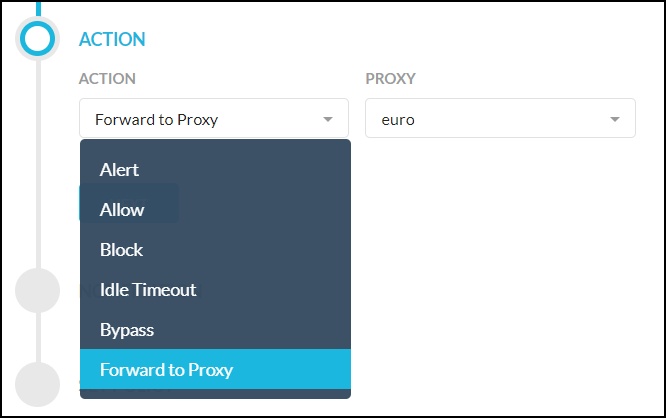 ACTION
ACTION PROXY
Forward to Proxy euro
Alert
Allow
Block
Idle Timeout
Bypass
Forward to Proxy